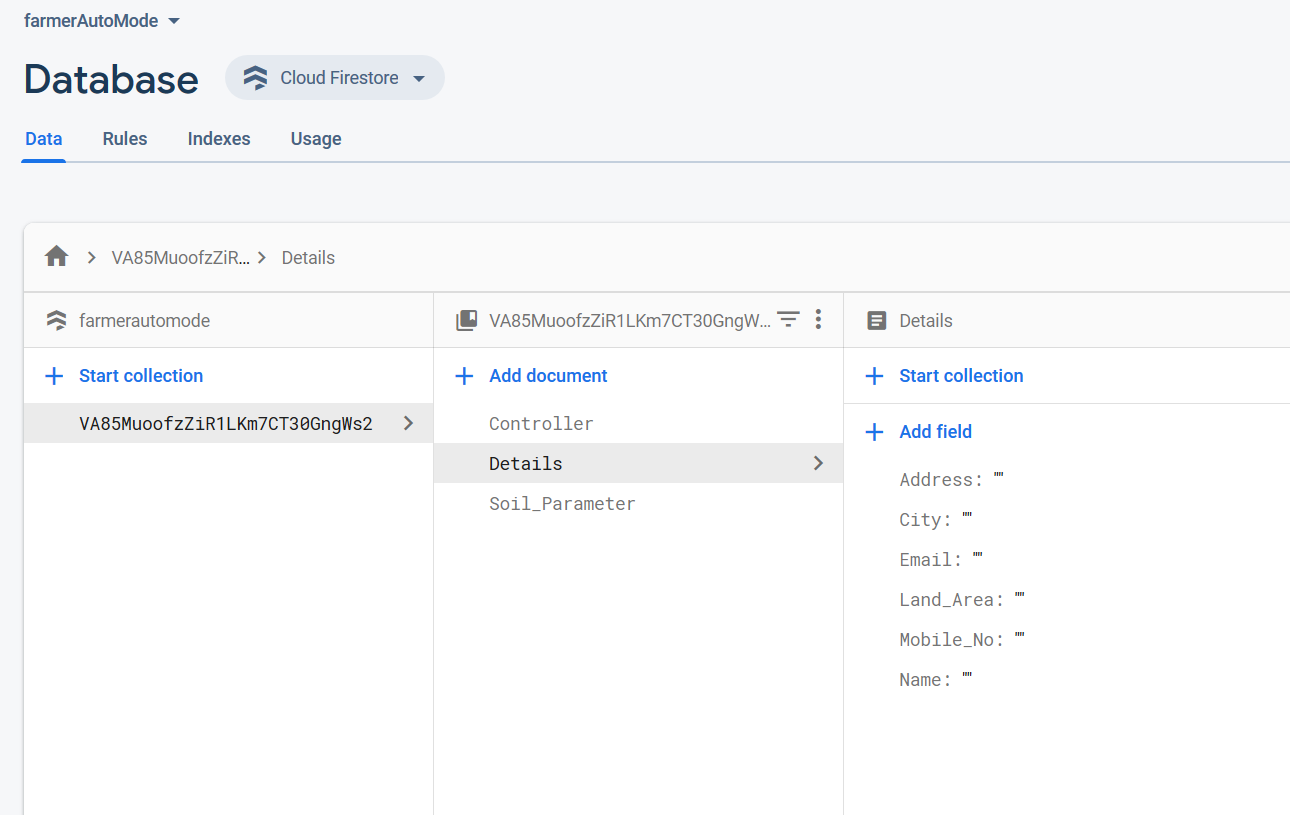 farmerAutoMode
Database
Cloud Firestore
Data Rules Indexes Usage
VA85MuoofzZiR... > Details
farmerautomode
Start collection
VA85MuoofzZiR1LKm7CT30GngWs2
VA85MuoofzZiR1LKm7CT30GngW...
Add document
Controller
Details
Soil_Parameter
Details
Start collection
Add field
Address: ""
City: ""
Email: ""
Land_Area: ""
Mobile_No: ""
Name: ""